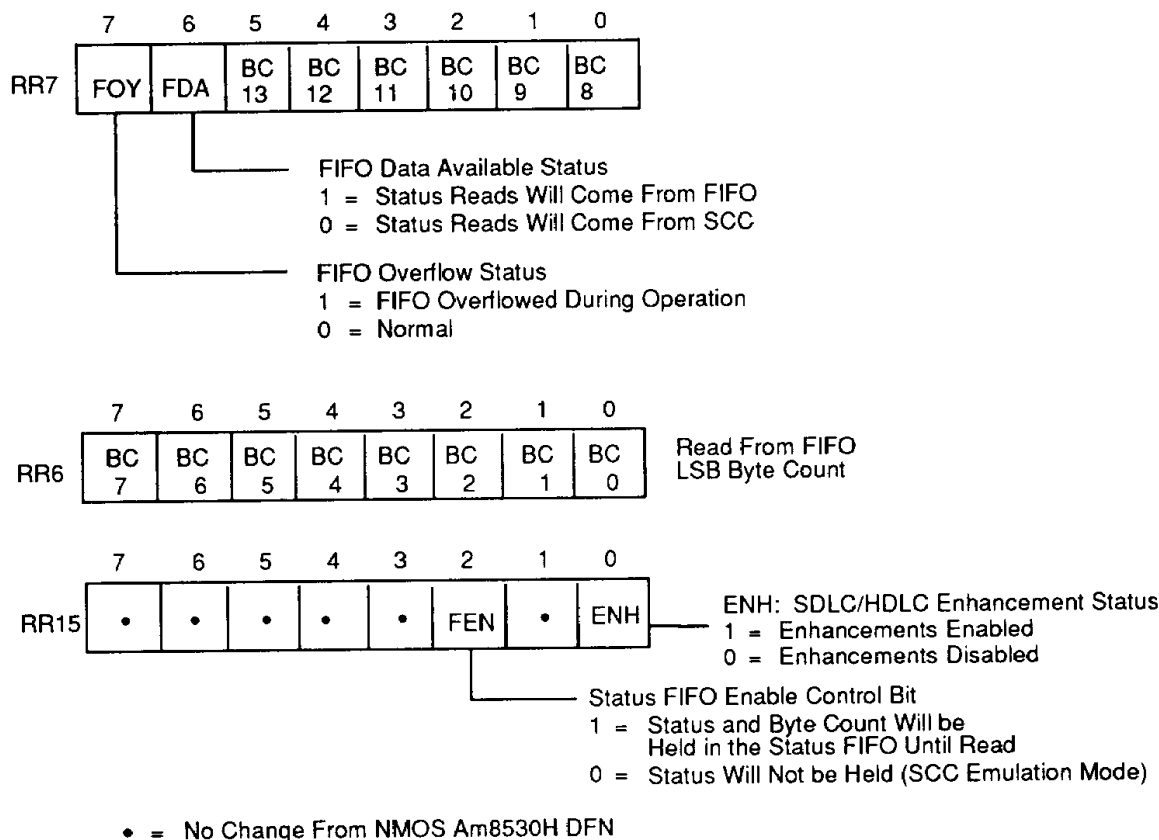 7 6 5 4 3 2 1 0
RR7 FOY FDA BC 13 BC 12 BC 11 BC 10 BC 9 BC 8
FIFO Data Available Status
1 = Status Reads Will Come From FIFO
0 = Status Reads Will Come From SCC
FIFO Overflow Status
1 = FIFO Overflowed During Operation
0 = Normal
7 6 5 4 3 2 1 0
RR6 BC 7 BC 6 BC 5 BC 4 BC 3 BC 2 BC 1 BC 0
Read From FIFO
LSB Byte Count
7 6 5 4 3 2 1 0
RR15 • • • • • FEN • ENH
ENH: SDLC/HDLC Enhancement Status
1 = Enhancements Enabled
0 = Enhancements Disabled
Status FIFO Enable Control Bit
1 = Status and Byte Count Will be
Held in the Status FIFO Until Read
0 = Status Will Not be Held (SCC Emulation Mode)
• = No Change From NMOS Am8530H DFN